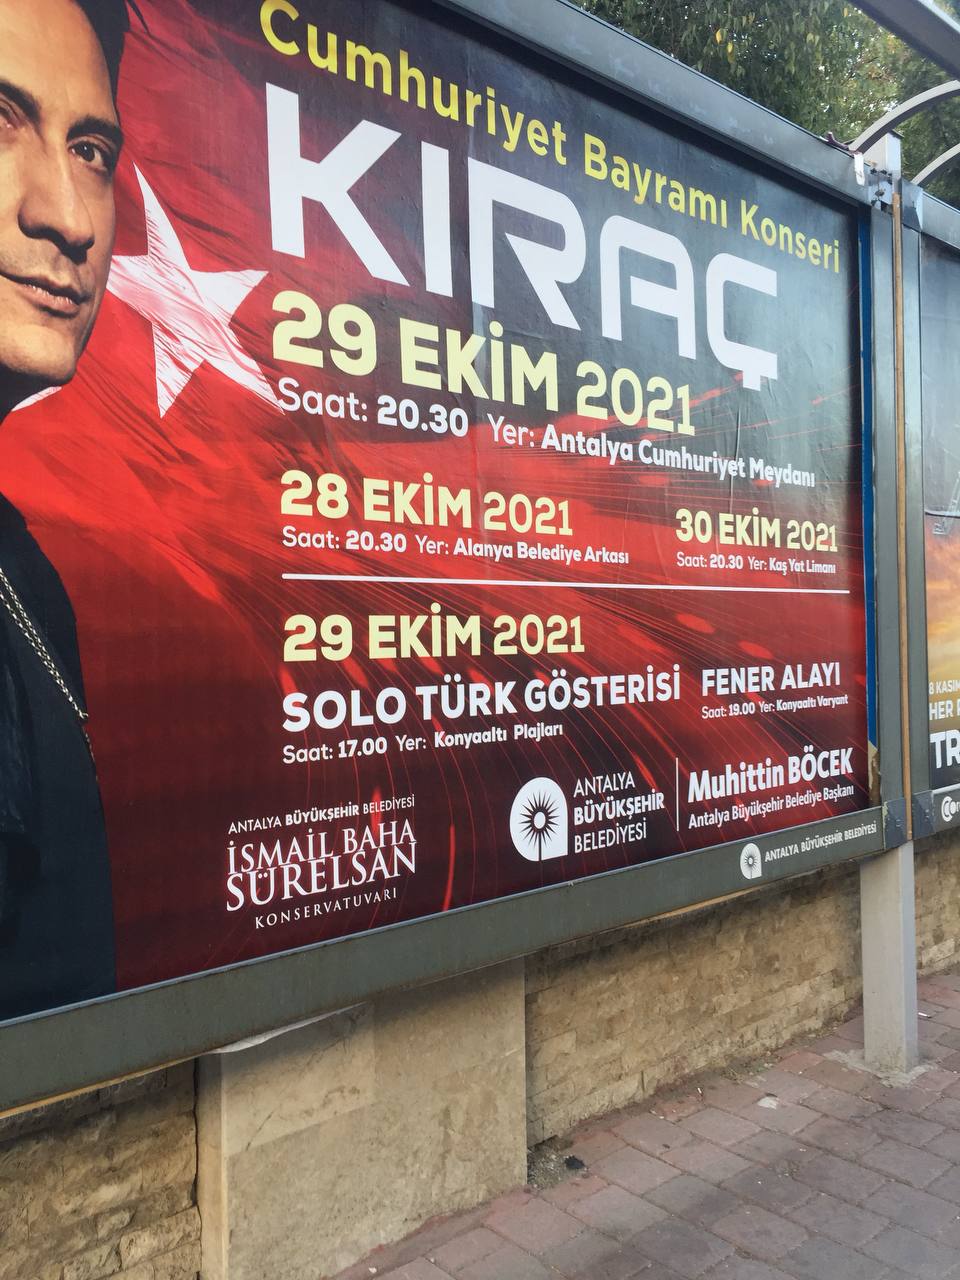 Cumhuriyet Bayramı Konseri
KIRAÇ
29 EKİM 2021
Saat: 20.30 Yer: Antalya Cumhuriyet Meydanı
28 EKİM 2021
Saat: 20.30 Yer: Alanya Belediye Arkası
30 EKİM 2021
Saat: 20.30 Yer: Kaş Yat Limanı
29 EKİM 2021
SOLO TÜRK GÖSTERİSİ
Saat: 17.00 Yer: Konyaaltı Plajları
FENER ALAYI
Saat: 19.00 Yer: Konyaaltı Varyant
ANTALYA BÜYÜKŞEHİR BELEDİYESİ
İSMAİL BAHA
SÜRELSAN
KONSERVATUVARI
ANTALYA
BÜYÜKŞEHİR
BELEDİYESİ
Muhittin BÖCEK
Antalya Büyükşehir Belediye Başkanı
ANTALYA BÜYÜKŞEHİR BELEDİYESİ
8 KASIM
HER
TR